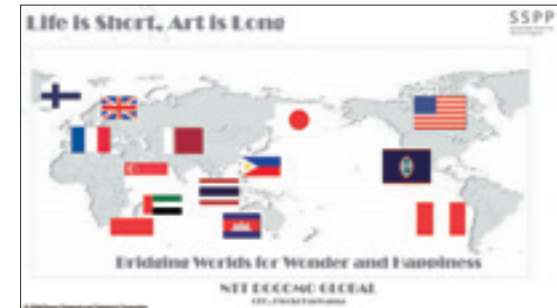 Life is Short, Art is Long
SSPP
Bridging Worlds for Wonder and Happiness
NTT DOCOMO GLOBAL